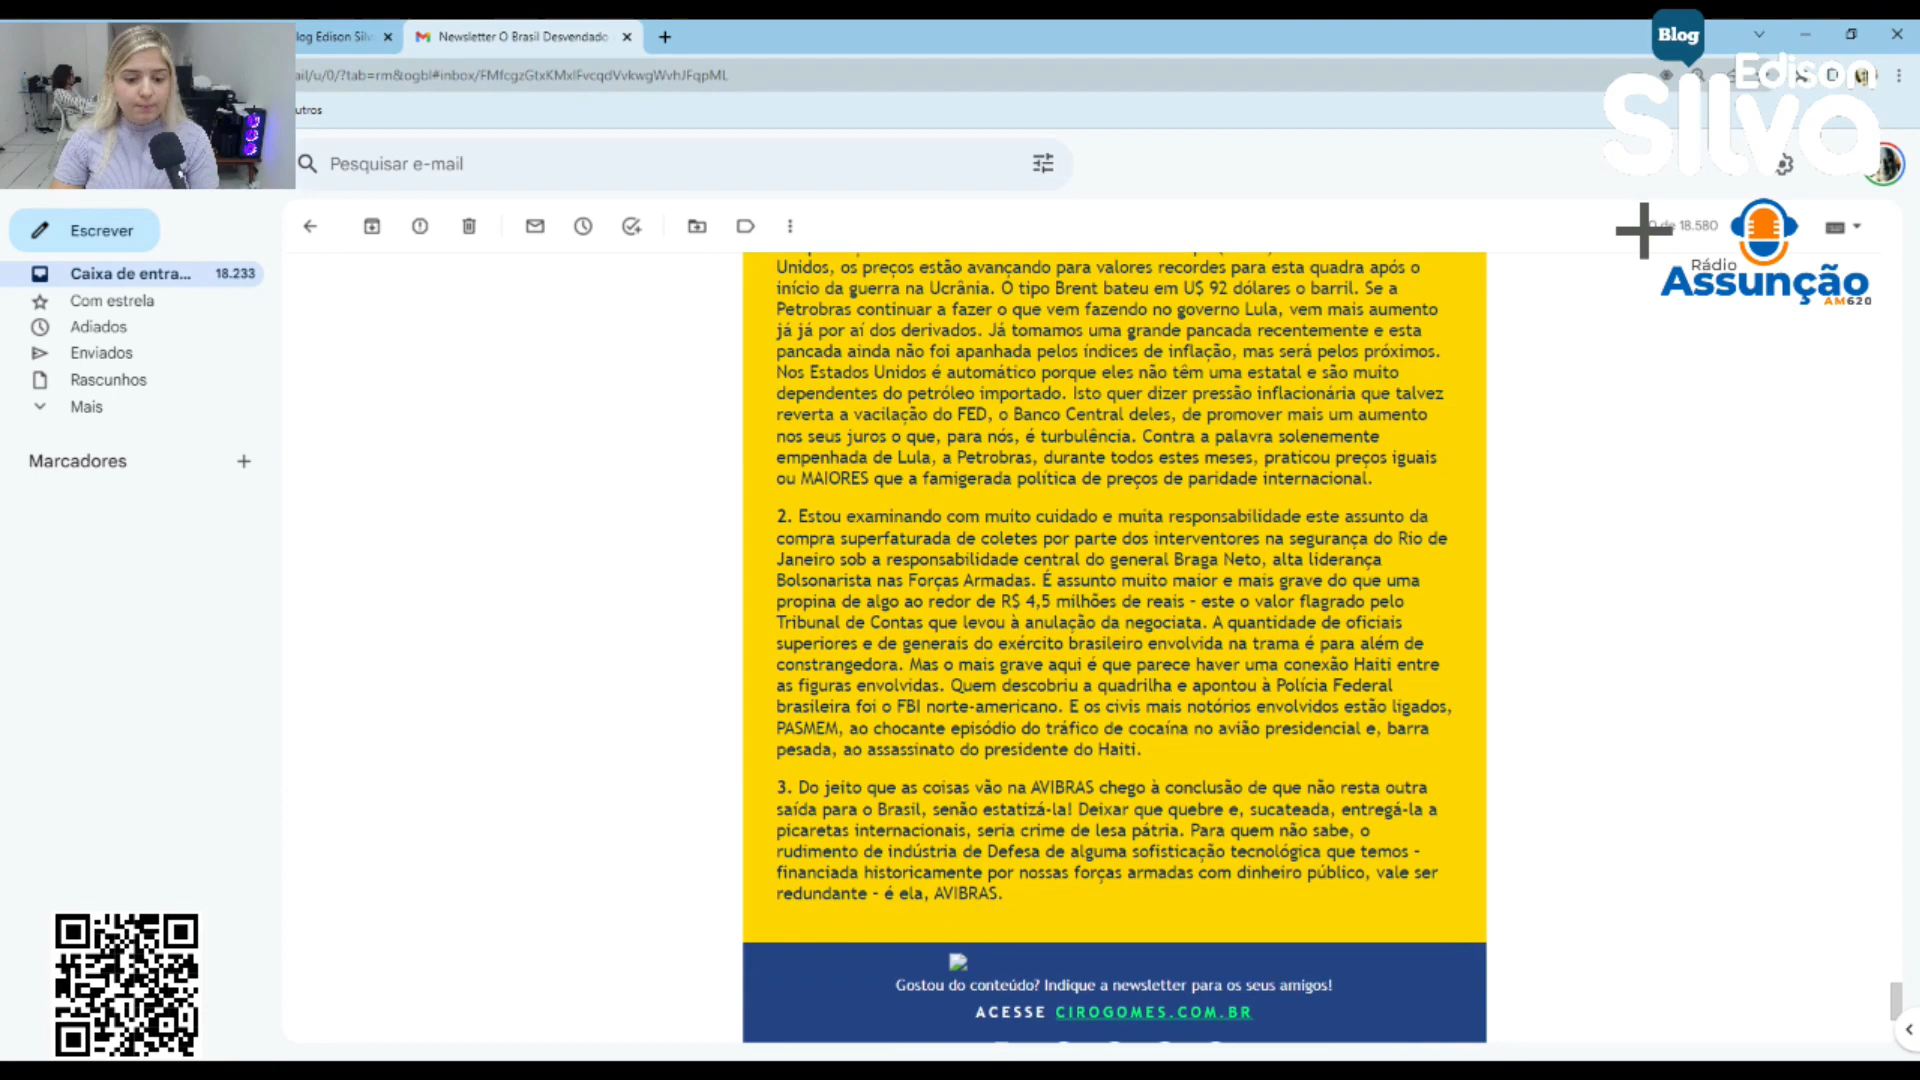 log Edison Silv
Newsletter O Brasil Desvendado
Blog
Edison
Silva
ail/u/0/?tab=rm&ogbl#inbox/FMfcgzGtxKMxlFvcqdVvkwgWvhJFqpML
utros
Pesquisar e-mail
Escrever
de 18.580
Rádio
Assunção
AM620
Caixa de entra... 18.233
Com estrela
Adiados
Enviados
Rascunhos
Mais
Marcadores
Unidos, os preços estão avançando para valores recordes para esta quadra após o
início da guerra na Ucrânia. O tipo Brent bateu em U$ 92 dólares o barril. Se a
Petrobras continuar a fazer o que vem fazendo no governo Lula, vem mais aumento
já já por aí dos derivados. Já tomamos uma grande pancada recentemente e esta
pancada ainda não foi apanhada pelos índices de inflação, mas será pelos próximos.
Nos Estados Unidos é automático porque eles não têm uma estatal e são muito
dependentes do petróleo importado. Isto quer dizer pressão inflacionária que talvez
reverta a vacilação do FED, o Banco Central deles, de promover mais um aumento
nos seus juros o que, para nós, é turbulência. Contra a palavra solenemente
empenhada de Lula, a Petrobras, durante todos estes meses, praticou preços iguais
ou MAIORES que a famigerada política de preços de paridade internacional.
2. Estou examinando com muito cuidado e muita responsabilidade este assunto da
compra superfaturada de coletes por parte dos interventores na segurança do Rio de
Janeiro sob a responsabilidade central do general Braga Neto, alta liderança
Bolsonarista nas Forças Armadas. É assunto muito maior e mais grave do que uma
propina de algo ao redor de R$ 4,5 milhões de reais - este o valor flagrado pelo
Tribunal de Contas que levou à anulação da negociata. A quantidade de oficiais
superiores e de generais do exército brasileiro envolvida na trama é para além de
constrangedora. Mas o mais grave aqui é que parece haver uma conexão Haiti entre
as figuras envolvidas. Quem descobriu a quadrilha e apontou à Polícia Federal
brasileira foi o FBI norte-americano. E os civis mais notórios envolvidos estão ligados,
PASMEM, ao chocante episódio do tráfico de cocaína no avião presidencial e, barra
pesada, ao assassinato do presidente do Haiti.
3. Do jeito que as coisas vão na AVIBRAS chego à conclusão de que não resta outra
saída para o Brasil, senão estatizá-la! Deixar que quebre e, sucateada, entregá-la a
picaretas internacionais, seria crime de lesa pátria. Para quem não sabe, o
rudimento de indústria de Defesa de alguma sofisticação tecnológica que temos -
financiada historicamente por nossas forças armadas com dinheiro público, vale ser
redundante - é ela, AVIBRAS.
Gostou do conteúdo? Indique a newsletter para os seus amigos!
ACESSE CIROGOMES.COM.BR